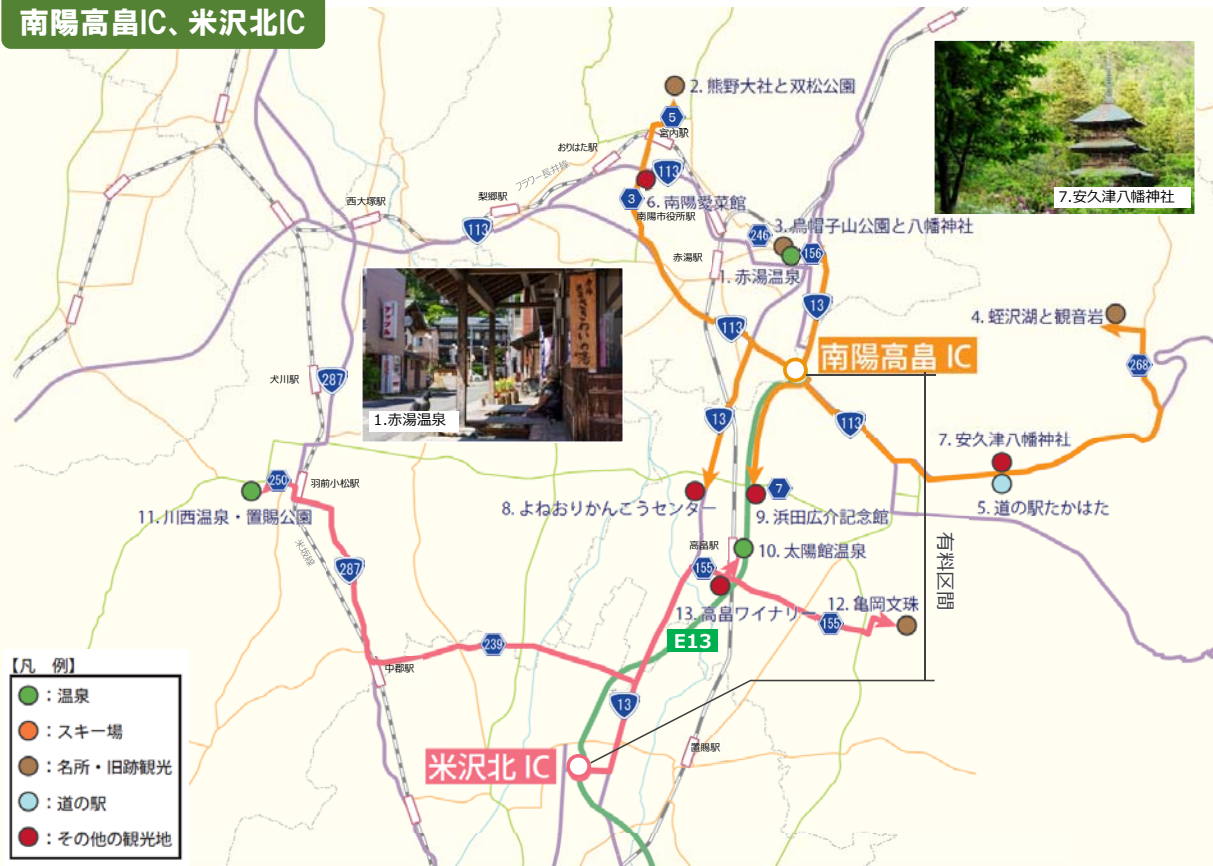 南陽高畠IC、米沢北IC
2. 熊野大社と双松公園
5
宮内駅
おりはた駅
フラワー長井線
113
6. 南陽愛菜館
3
南陽市役所駅
梨郷駅
西大塚駅
113
3. 烏帽子山公園と八幡神社
246
156
赤湯駅
1. 赤湯温泉
13
7.安久津八幡神社
4. 蛭沢湖と観音岩
268
113
南陽高畠 IC
1.赤湯温泉
犬川駅
287
13
113
7. 安久津八幡神社
5. 道の駅たかはた
250
羽前小松駅
11. 川西温泉・置賜公園
米坂線
8. よねおりかんこうセンター
7
9. 浜田広介記念館
高畠駅
10. 太陽館温泉
有料区間
287
155
13. 高畠ワイナリー
12. 亀岡文珠
155
E13
239
中郡駅
13
置賜駅
米沢北 IC
【凡 例】
：温泉
：スキー場
：名所・旧跡観光
：道の駅
：その他の観光地